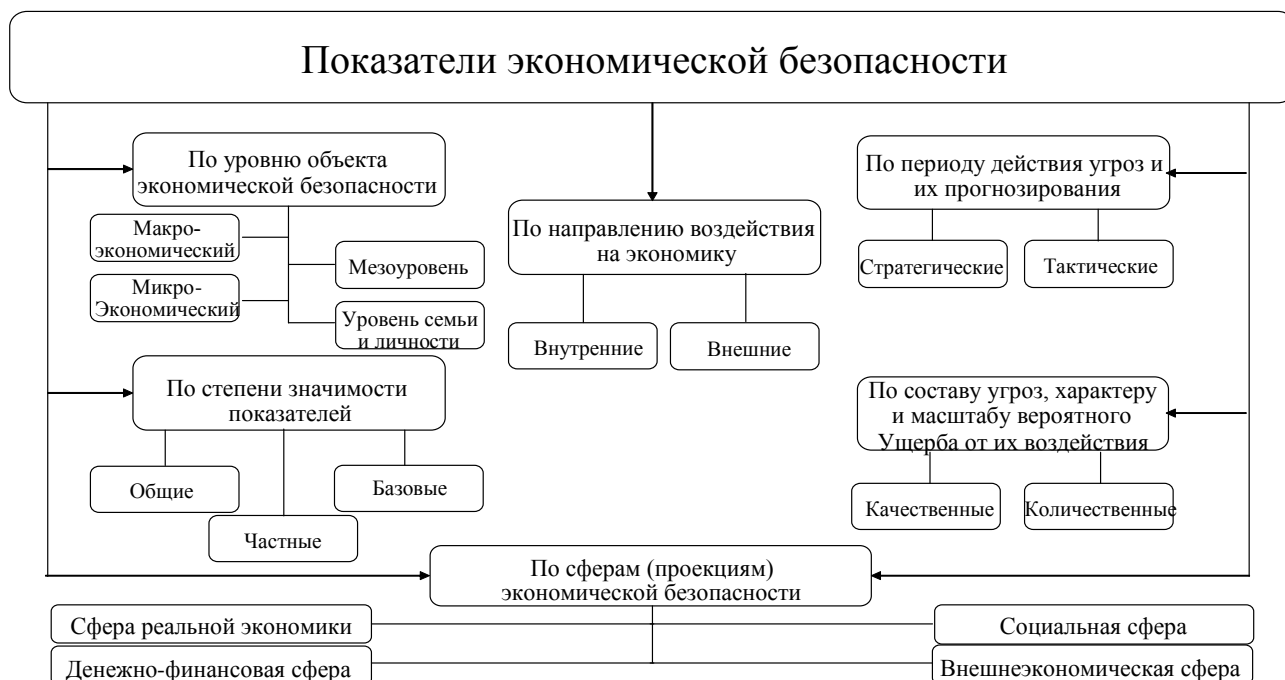 Показатели экономической безопасности
По уровню объекта
экономической безопасности
Макро-
экономический
Микро-
Экономический
Мезоуровень
Уровень семьи
и личности
По степени значимости
показателей
Общие
Частные
Базовые
По направлению воздействия
на экономику
Внутренние
Внешние
По периоду действия угроз и
их прогнозирования
Стратегические
Тактические
По составу угроз, характеру
и масштабу вероятного
Ущерба от их воздействия
Качественные
Количественные
По сферам (проекциям)
экономической безопасности
Сфера реальной экономики
Социальная сфера
Денежно-финансовая сфера
Внешнеэкономическая сфера